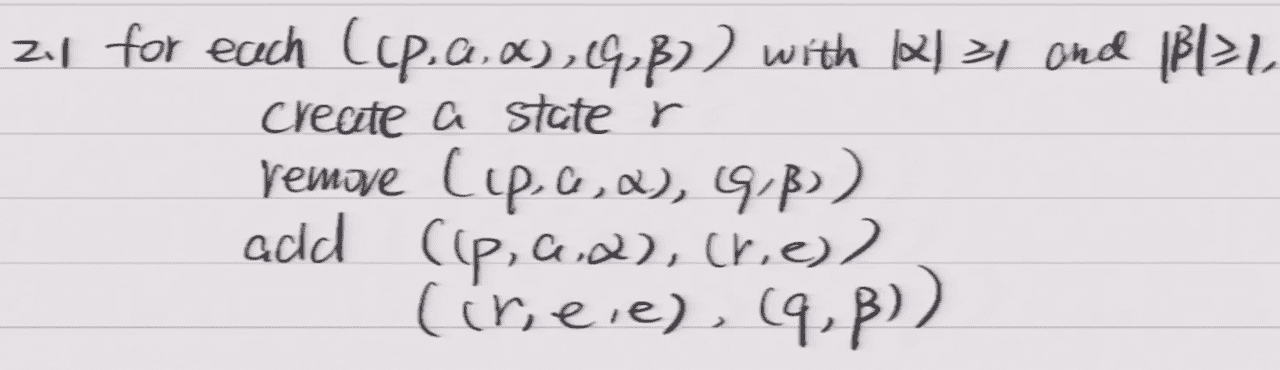 2.1 for each ((p,a,α),(q,β)) with |α|≥1 and |β|≥1,
create a state r
remove ((p,a,α),(q,β))
add ((p,a,α),(r,e))
((r,e,e),(q,β))